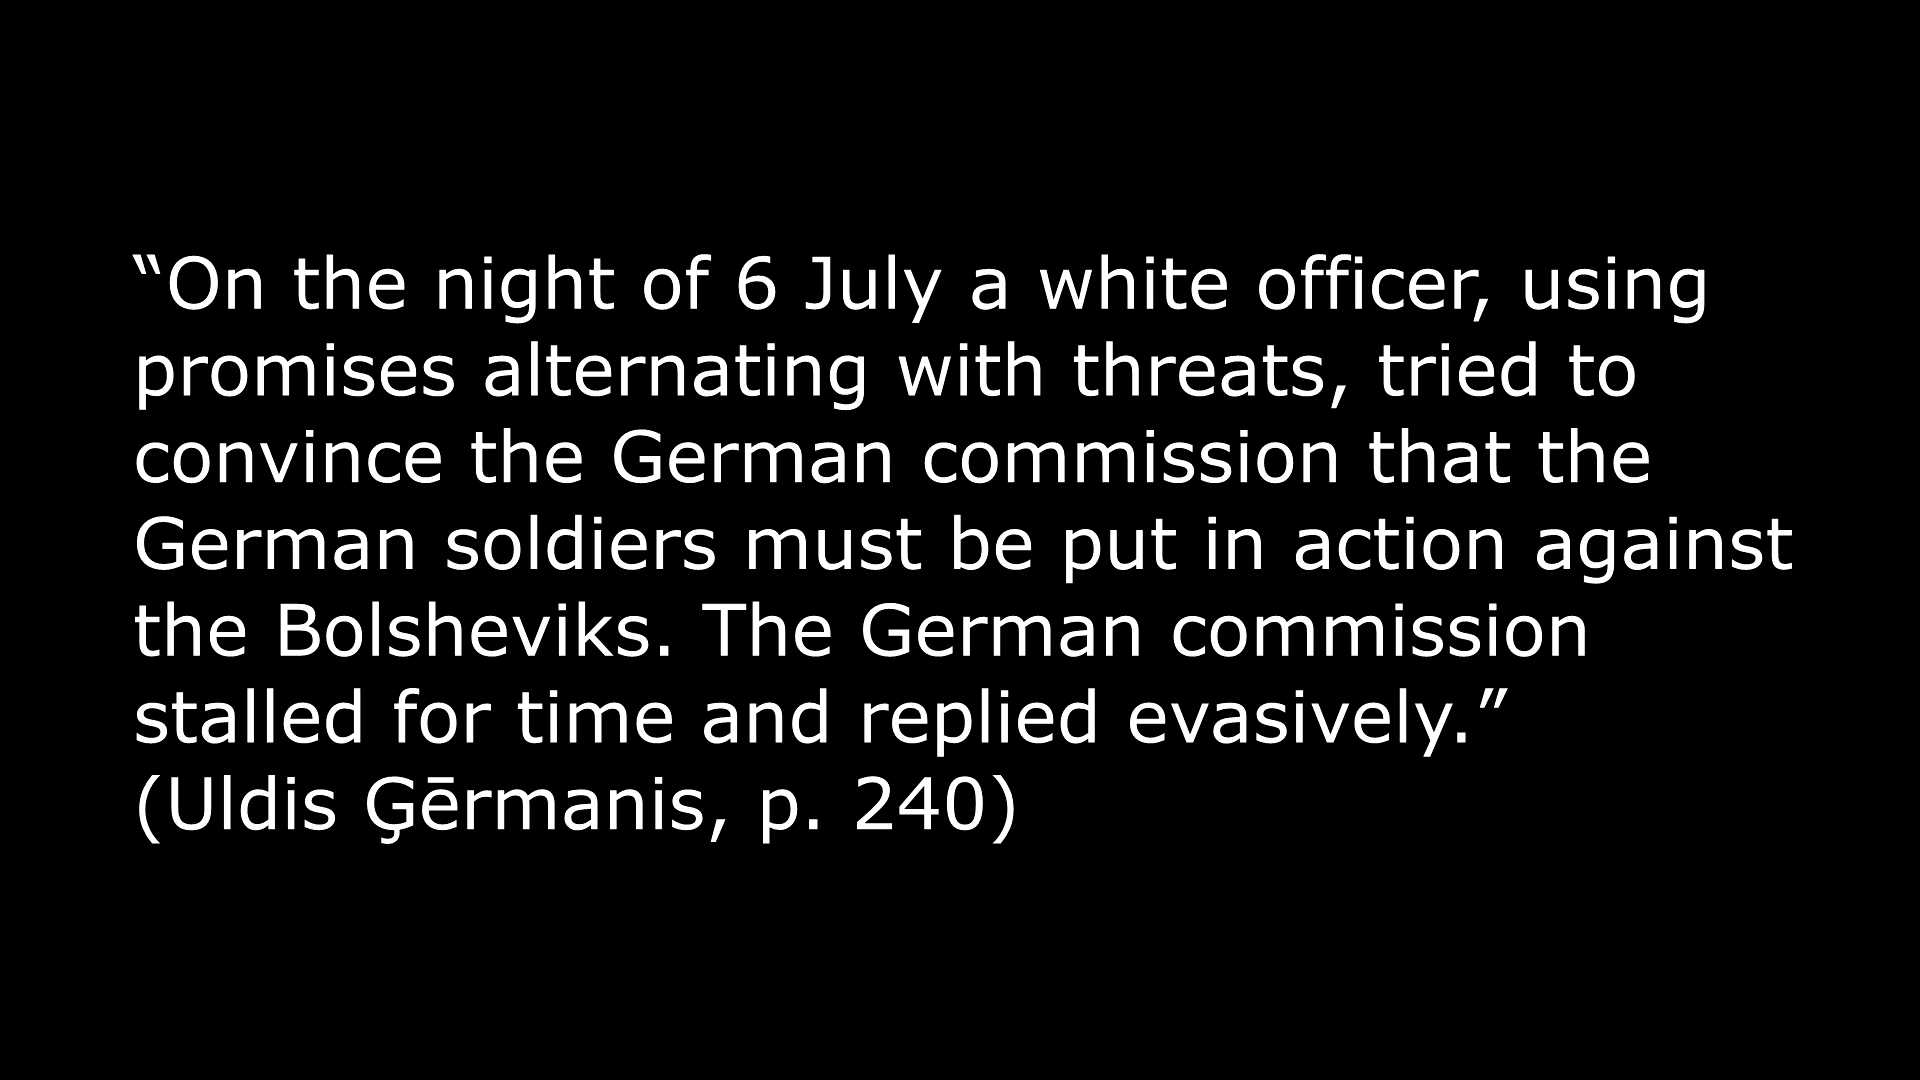 “On the night of 6 July a white officer, using
promises alternating with threats, tried to
convince the German commission that the
German soldiers must be put in action against
the Bolsheviks. The German commission
stalled for time and replied evasively.”
(Uldis Ģērmanis, p. 240)